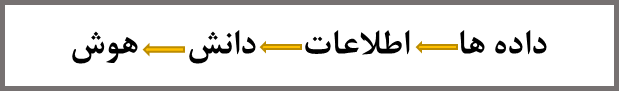 داده ها ← اطلاعات ← دانش ← هوش